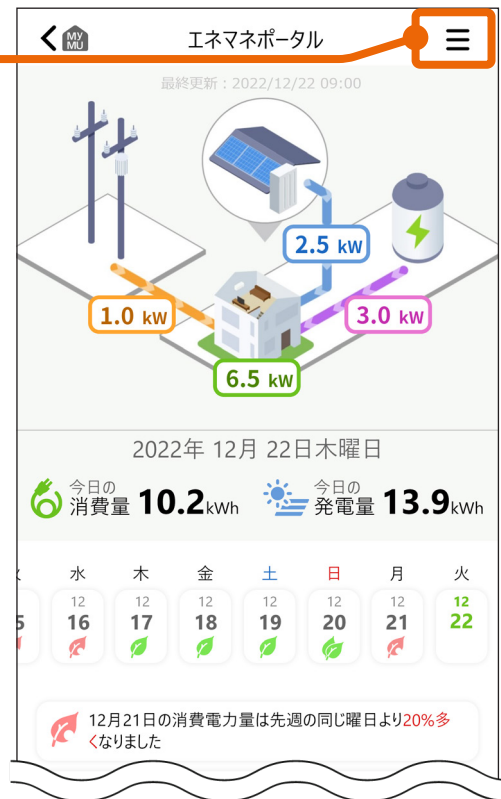 MY MU
エネマネポータル
最終更新：2022/12/22 09:00
2.5 kW
1.0 kW
3.0 kW
6.5 kW
2022年 12月 22日木曜日
今日の
消費量 10.2kWh
今日の
発電量 13.9kWh
水 木 金 土 日 月 火
12 12 12 12 12 12 12
5 16 17 18 19 20 21 22
12月21日の消費電力量は先週の同じ曜日より20%多
くなりました